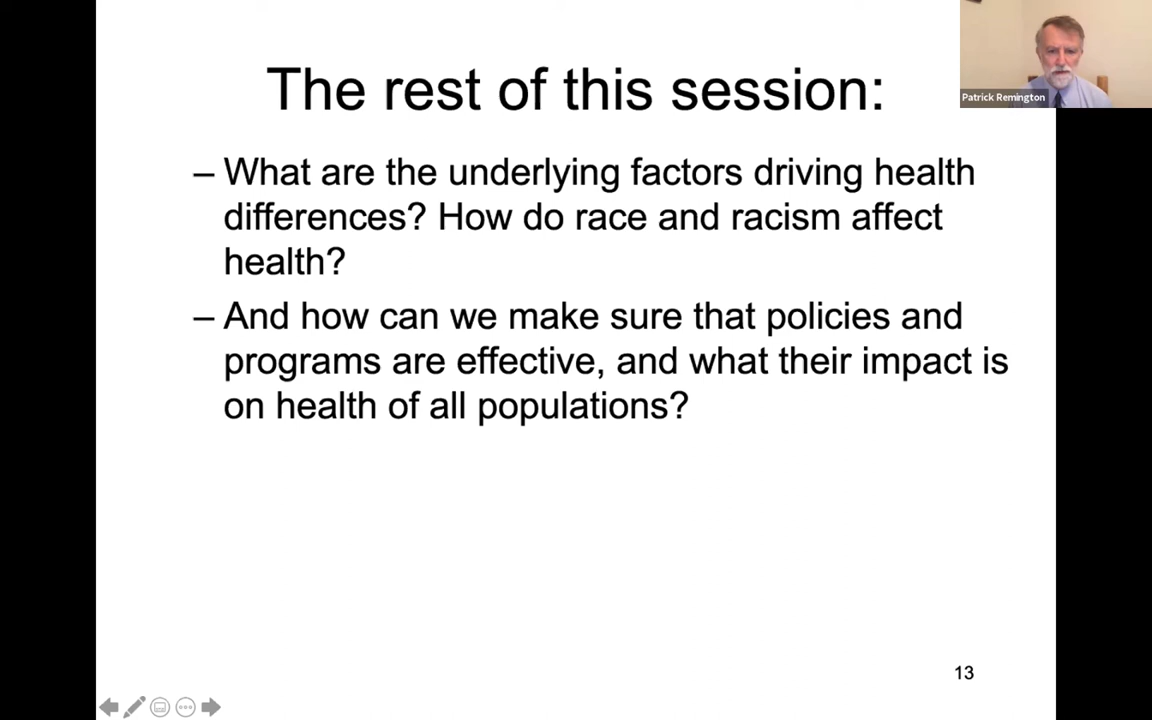 The rest of this session:
Patrick Remington
– What are the underlying factors driving health
differences? How do race and racism affect
health?
– And how can we make sure that policies and
programs are effective, and what their impact is
on health of all populations?
13